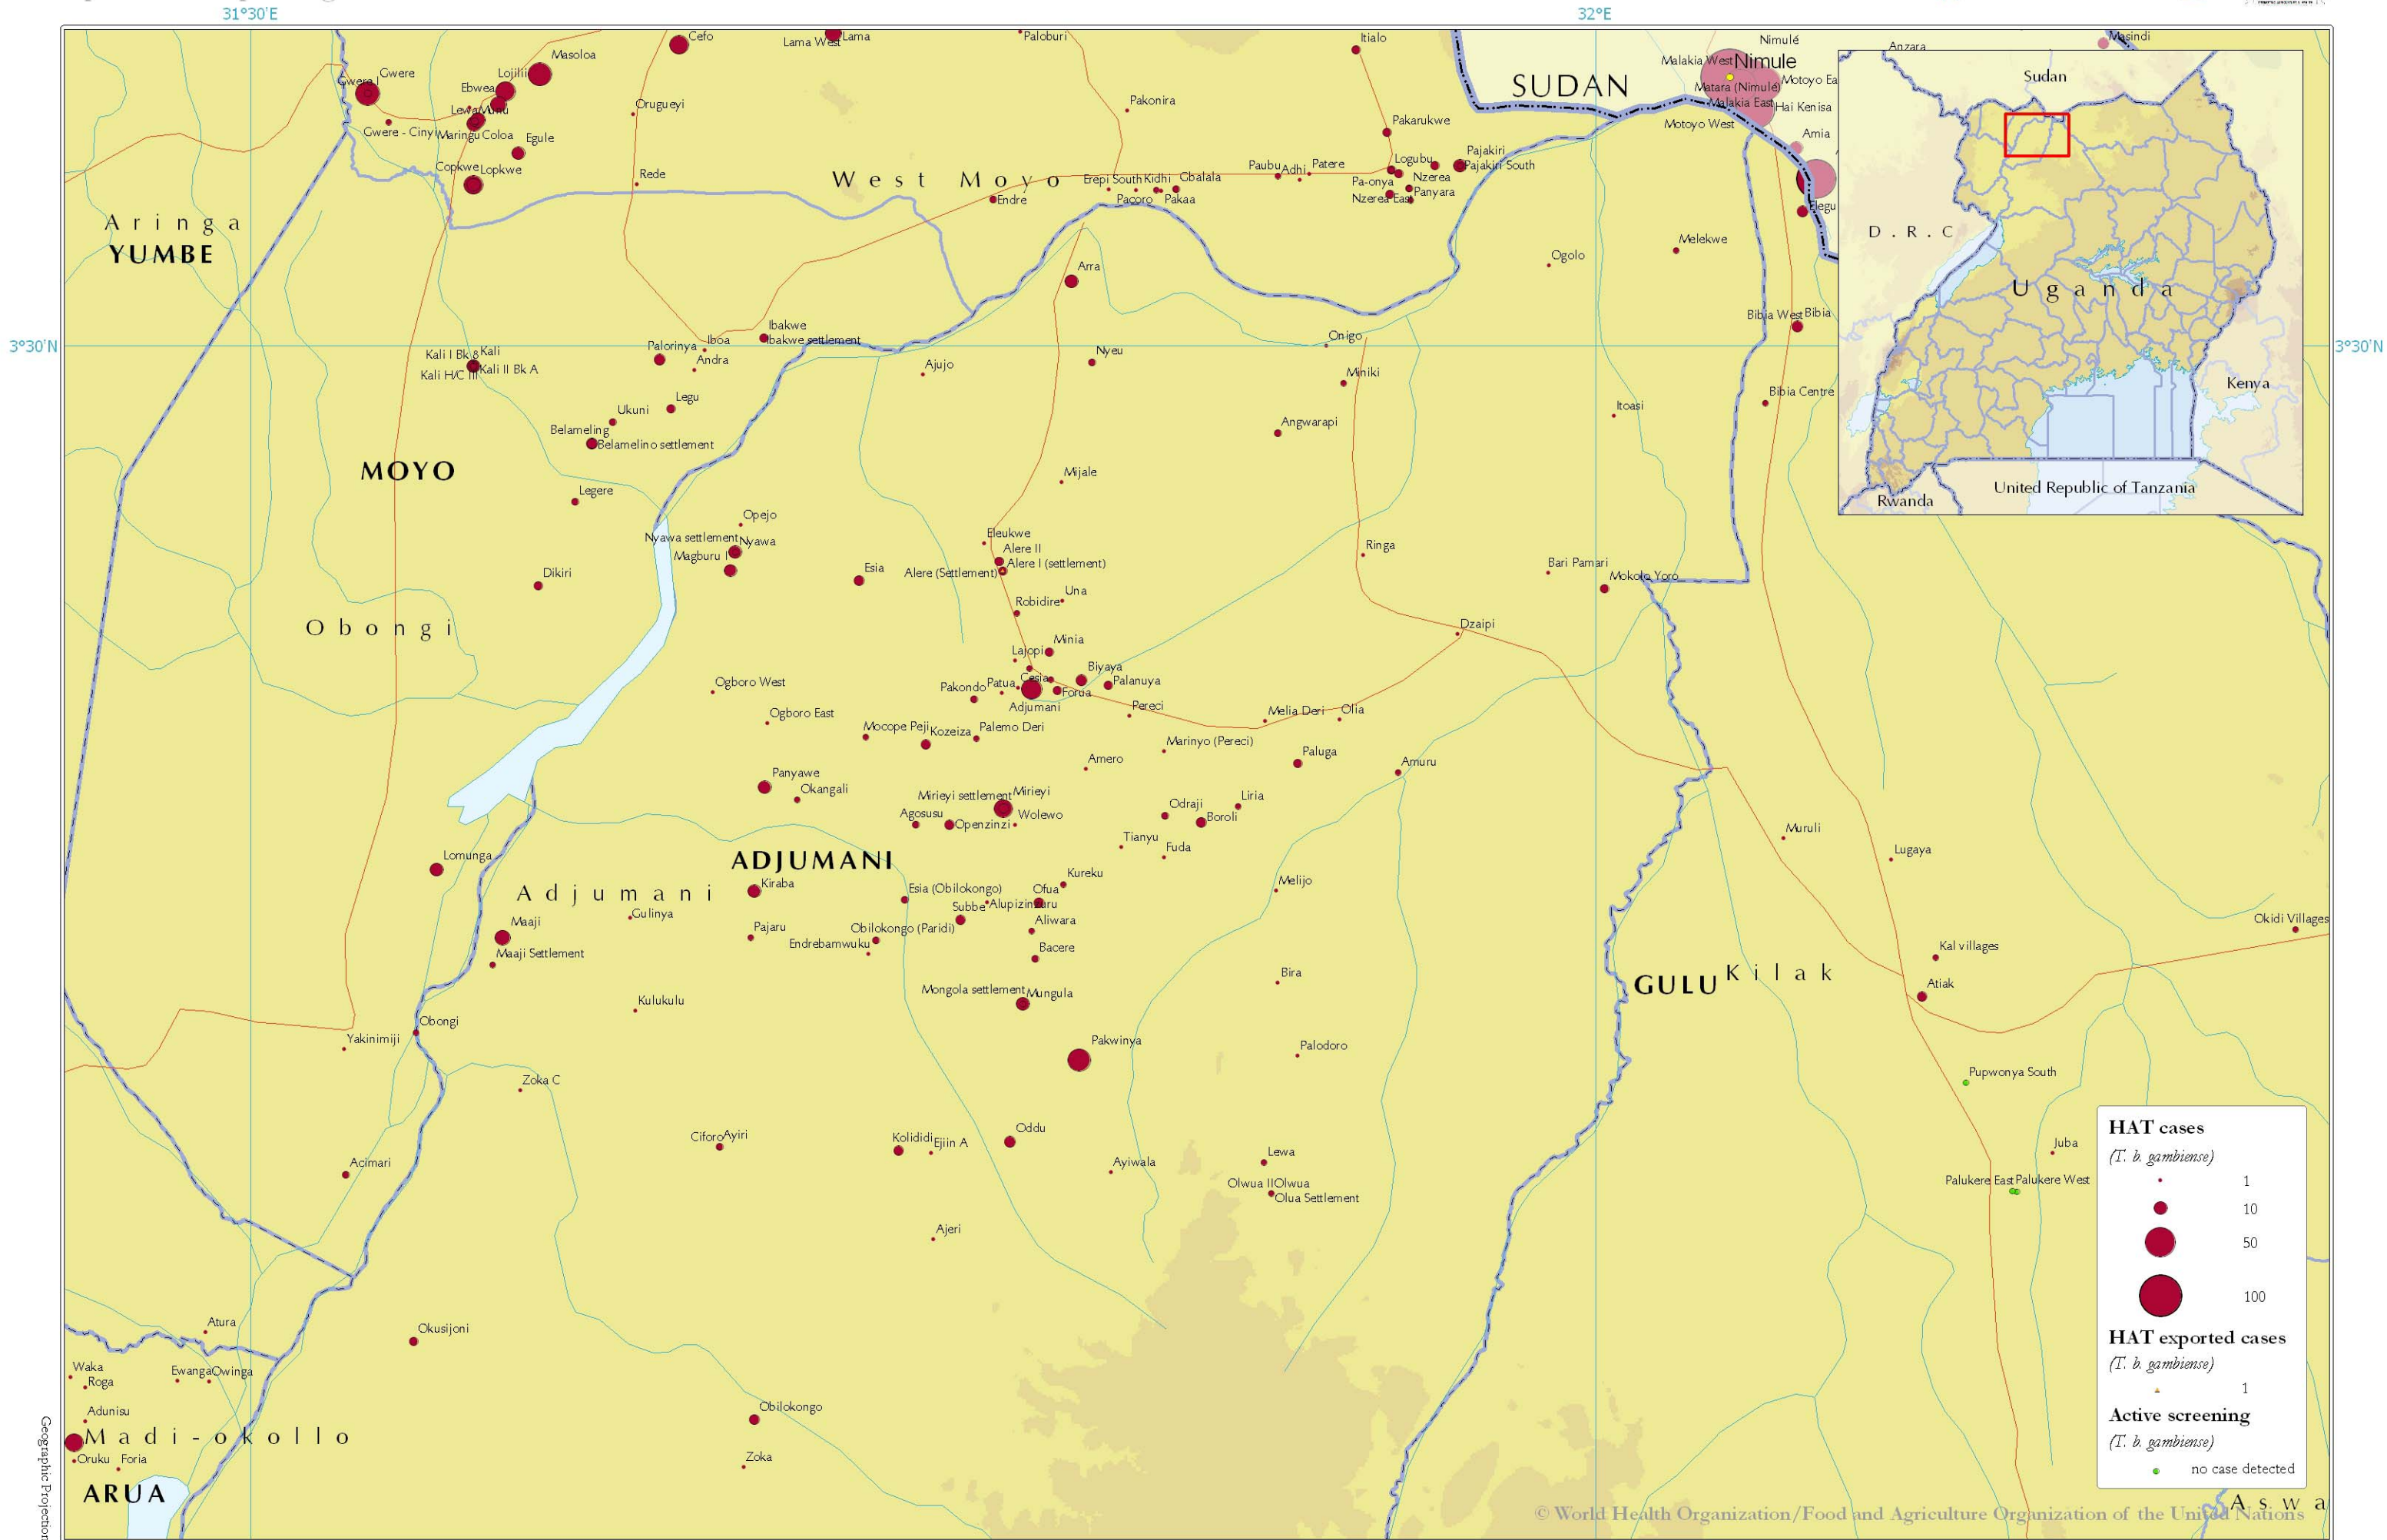 31°30'E
32°E
Cefo
Lama West
Lama
Paloburi
Itialo
Nimulé
Masindi
Masoloa
Malakia West
Nimule
Anzara
Gwere
Gwere I
Lojilii
SUDAN
Motoyo Ea
Sudan
Ebwea
Matara (Nimulé)
Orugueyi
Pakonira
Malakia East
Hai Kenisa
Gwere - Cinyi
Maringu
Coloa
Egule
Pakarukwe
Motoyo West
Amia
Copkwe
Lopkwe
Rede
West Moyo
Paubu
Adhi
Patere
Logubu
Pajakiri
Pajakiri South
Erepi South
Kidhi
Gbalala
Pa-onya
Nzerea
Endre
Pacoro
Pakaa
Nzerea East
Panyara
Elegu
Aringa
YUMBE
D.R.C
Melekwe
Ogolo
Arra
Uganda
3°30'N
Ibakwe
Ibakwe settlement
Bibia West
Bibia
Onigo
3°30'N
Kali I Bk 8
Kali
Palorinya
Iboa
Andra
Nyeu
Kali H/C III
Kali II Bk A
Ajujo
Miniki
Kenya
Bibia Centre
Ukuni
Legu
Itoasi
Belameling
Belamelino settlement
Angwarapi
MOYO
Mijale
Legere
United Republic of Tanzania
Rwanda
Opejo
Nyawa settlement
Nyawa
Eleukwe
Magburu I
Alere II
Ringa
Dikiri
Esia
Alere (Settlement)
Alere I (settlement)
Bari Pamari
Mokolo Yoro
Una
Robidire
Obongi
Dzaipi
Minia
Lajopi
Biyaya
Ogboro West
Pakondo
Patua
Cesia
Forua
Palanuya
Adjumani
Pereci
Ogboro East
Melia Deri
Olia
Mocope Peji
Kozeiza
Palemo Deri
Marinyo (Pereci)
Paluga
Amero
Amuru
Panyawe
Okangali
Mirieyi settlement
Mirieyi
Agosusu
Openzinzi
Wolewo
Odraji
Liria
Boroli
Tianyu
Fuda
Muruli
Lugaya
Lomunga
ADJUMANI
Adjumani
Kiraba
Kureku
Melijo
Esia (Obilokongo)
Ofua
Subbe
Gulinya
Maaji
Pajaru
Obilokongo (Paridi)
Aliwara
Okidi Villages
Endrebamwuku
Bacere
Maaji Settlement
Kal villages
GULU
Kilak
Bira
Atiak
Kulukulu
Mongola settlement
Mungula
Obongi
Yakinimiji
Pakwinya
Palodoro
Zoka C
Pupwonya South
Ciforo
Ayiri
Kolididi
Ejiin A
Oddu
Juba
Acimari
Ayiwala
Lewa
Olwua II
Olwua
Olua Settlement
Palukere East
Palukere West
Ajeri
HAT cases
(T. b. gambiense)
1
10
50
100
HAT exported cases
(T. b. gambiense)
1
Active screening
(T. b. gambiense)
no case detected
Atura
Okusijoni
Waka
Roga
Ewanga
Owinga
Adunisu
Obilokongo
Madi-okollo
Oruku
Foria
Zoka
ARUA
Aswa
Geographic Projection
© World Health Organization/Food and Agriculture Organization of the United Nations